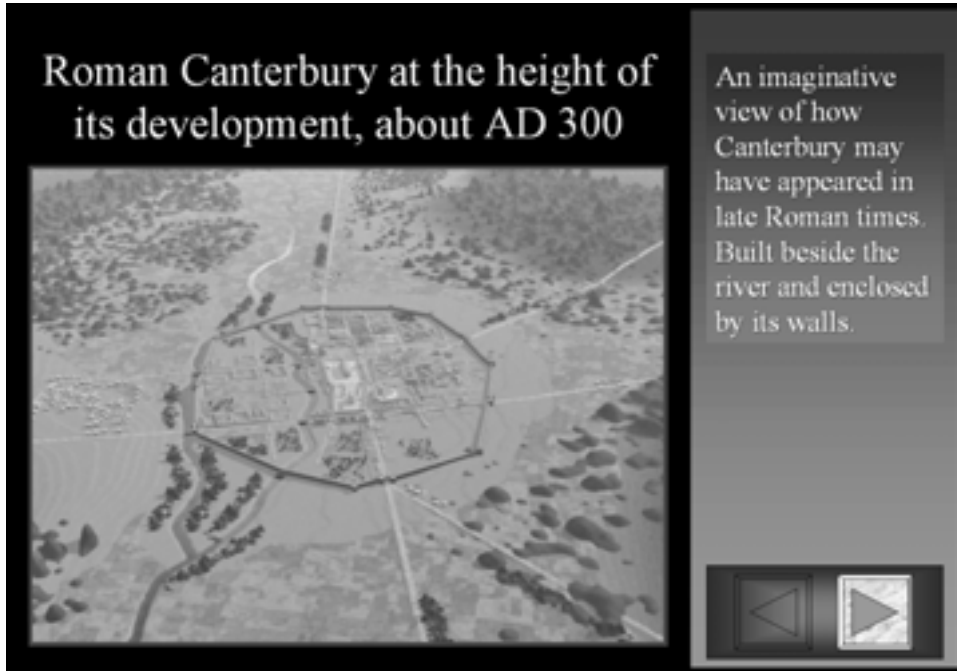 Roman Canterbury at the height of
its development, about AD 300
An imaginative
view of how
Canterbury may
have appeared in
late Roman times.
Built beside the
river and enclosed
by its walls.